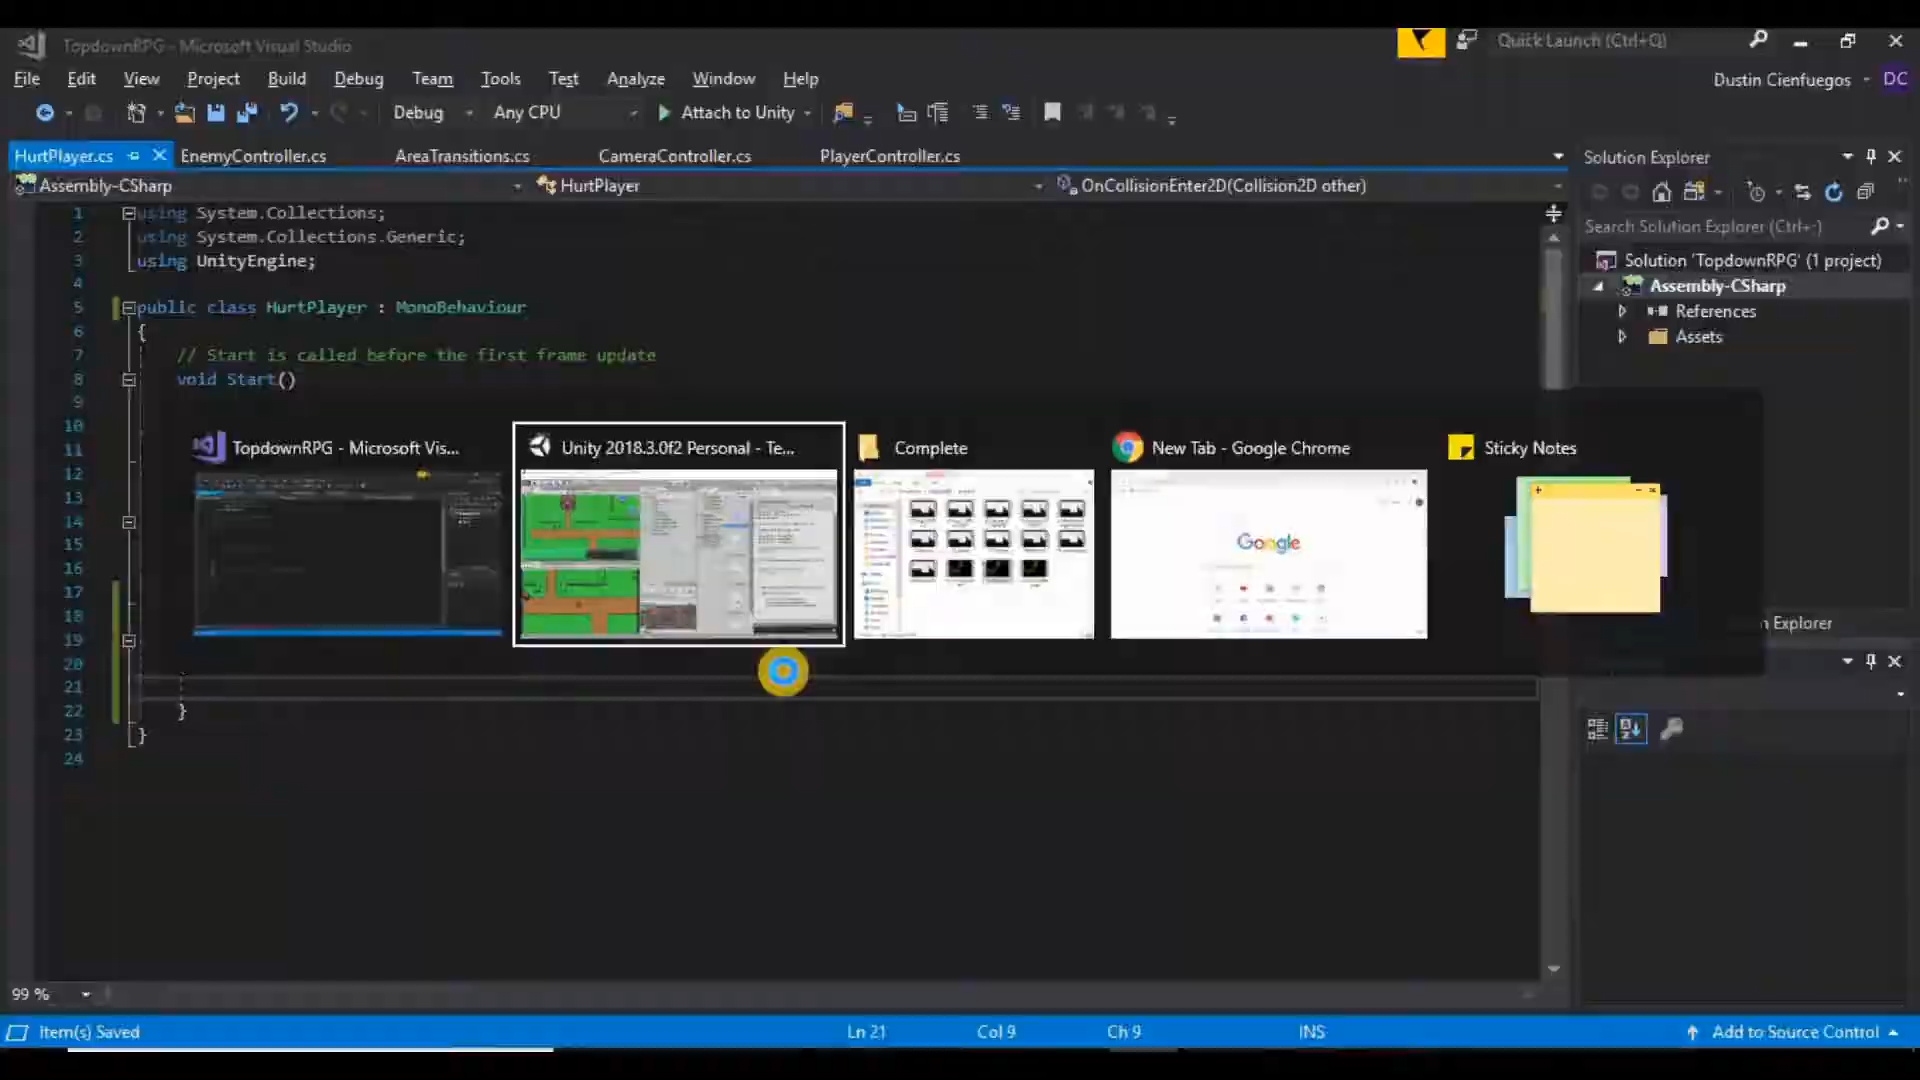 TopdownRPG - Microsoft Visual Studio
Quick Launch (Ctrl+Q)
File Edit View Project Build Debug Team Tools Test Analyze Window Help
Dustin Cienfuegos DC
Debug Any CPU Attach to Unity
HurtPlayer.cs EnemyController.cs AreaTransitions.cs CameraController.cs PlayerController.cs
Solution Explorer
Assembly-CSharp HurtPlayer OnCollisionEnter2D(Collision2D other)
Search Solution Explorer (Ctrl+;)
Solution 'TopdownRPG' (1 project)
Assembly-CSharp
References
Assets
1 using System.Collections;
2 using System.Collections.Generic;
3 using UnityEngine;
4
5 public class HurtPlayer : MonoBehaviour
6 {
7 // Start is called before the first frame update
8 void Start()
9
10
11
12
13
14
15
16
17
18
19
20
21
22 }
23 }
24
TopdownRPG - Microsoft Vis...
Unity 2018.3.0f2 Personal - Te...
Complete
New Tab - Google Chrome
Sticky Notes
Google
Explorer
99 %
Item(s) Saved Ln 21 Col 9 Ch 9 INS Add to Source Control